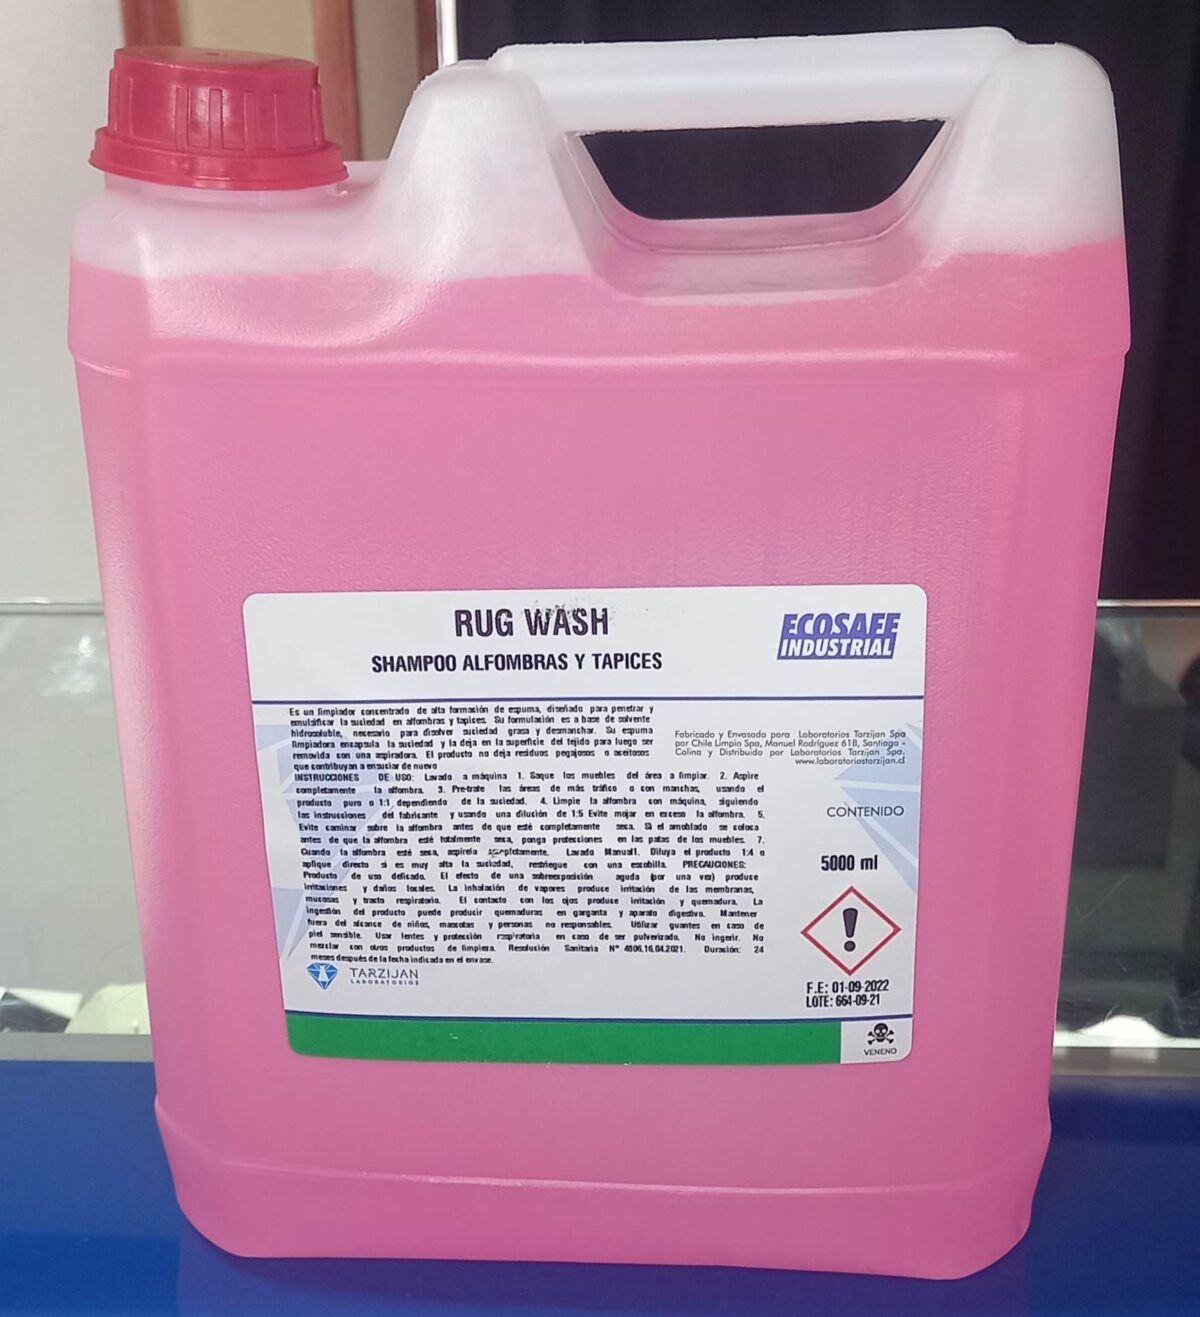 RUG WASH
SHAMPOO ALFOMBRAS Y TAPICES
ECOSAFE
INDUSTRIAL
Es un limpiador concentrado de alta formación de espuma, diseñado para penetrar y
emulsificar la suciedad en alfombras y tapices. Su formulación es a base de solvente
hidrosoluble, necesario para disolver suciedad grasa y desmanchar. Su espuma
limpiadora encapsula la suciedad y la deja en la superficie del tejido para luego ser
removida con una aspiradora. El producto no deja residuos pegajosos o aceitosos
que contribuyan a ensuciar de nuevo
INSTRUCCIONES DE USO: Lavado a máquina 1. Saque los muebles del área a limpiar. 2. Aspire
completamente la alfombra. 3. Pre-trate las áreas de más tráfico o con manchas, usando el
producto puro o 1:1 dependiendo de la suciedad. 4. Limpie la alfombra con máquina, siguiendo
las instrucciones del fabricante y usando una dilución de 1:5 Evite mojar en exceso la alfombra. 5.
Evite caminar sobre la alfombra antes de que esté completamente seca. Si el amoblado se coloca
antes de que la alfombra esté totalmente seca, ponga protecciones en las patas de los muebles. 7.
Cuando la alfombra esté seca, aspírela completamente. Lavado Manual1. Diluya el producto 1:4 o
aplique directo si es muy alta la suciedad, restriegue con una escobilla. PRECAUCIONES:
Producto de uso delicado. El efecto de una sobreexposición aguda (por una vez) produce
irritaciones y daños locales. La inhalación de vapores produce irritación de las membranas,
mucosas y tracto respiratorio. El contacto con los ojos produce irritación y quemadura. La
ingestión del producto puede producir quemaduras en garganta y aparato digestivo. Mantener
fuera del alcance de niños, mascotas y personas no responsables. Utilizar guantes en caso de
piel sensible. Usar lentes y protección respiratoria en caso de ser pulverizado. No ingerir. No
mezclar con otros productos de limpieza. Resolución Sanitaria N° 4806,16.04.2021. Duración: 24
meses después de la fecha indicada en el envase.
Fabricado y Envasado para Laboratorios Tarzijan Spa
por Chile Limpio Spa, Manuel Rodríguez 618, Santiago -
Colina y Distribuido por Laboratorios Tarzijan Spa.
www.laboratoriostarzijan.cl
CONTENIDO
5000 ml
F.E: 01-09-2022
LOTE: 664-09-21
TARZIJAN
LABORATORIOS
VENENO